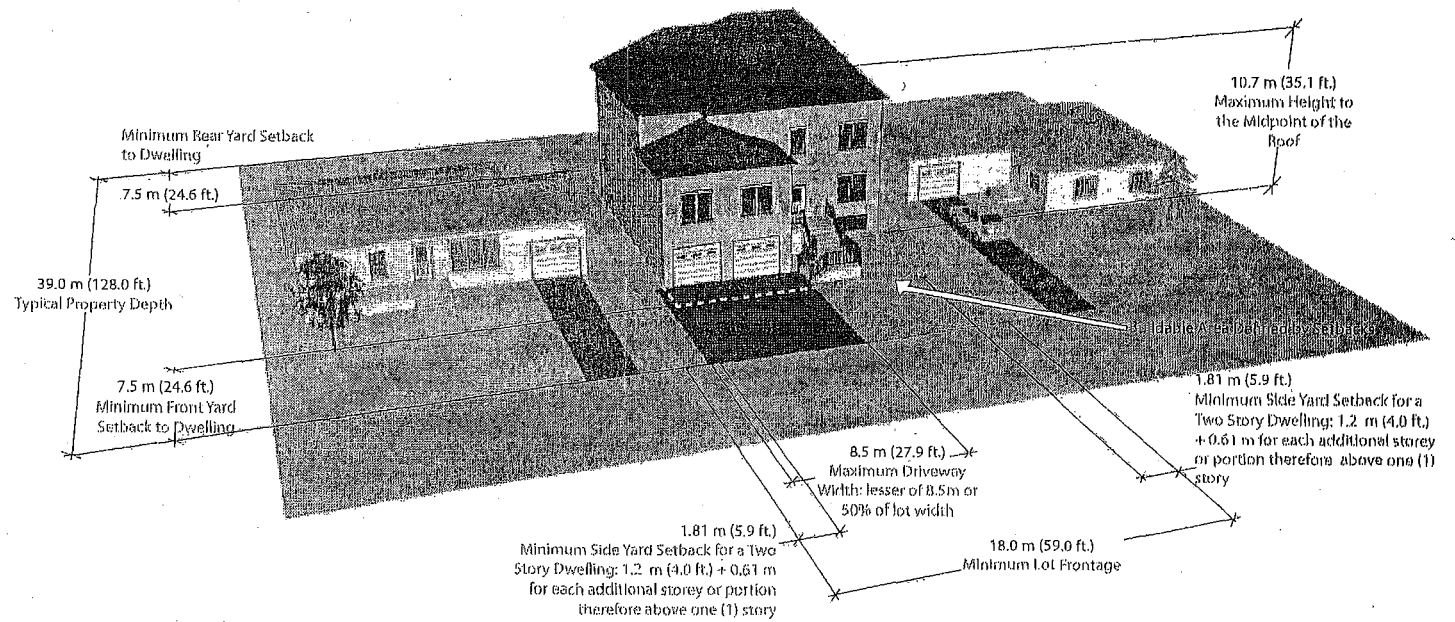 10.7 m (35.1 ft.)
Maximum Height to
the Midpoint of the
Roof
Minimum Rear Yard Setback
to Dwelling
7.5 m (24.6 ft.)
39.0 m (128.0 ft.)
Typical Property Depth
7.5 m (24.6 ft.)
Minimum Front Yard
Setback to Dwelling
Buildable Area Defined by Setbacks
1.81 m (5.9 ft.)
Minimum Side Yard Setback for a
Two Story Dwelling: 1.2 m (4.0 ft.)
+ 0.61 m for each additional storey
or portion therefore above one (1)
story
8.5 m (27.9 ft.)
Maximum Driveway
Width: lesser of 8.5m or
50% of lot width
1.81 m (5.9 ft.)
Minimum Side Yard Setback for a Two
Story Dwelling: 1.2 m (4.0 ft.) + 0.61 m
for each additional storey or portion
therefore above one (1) story
18.0 m (59.0 ft.)
Minimum Lot Frontage